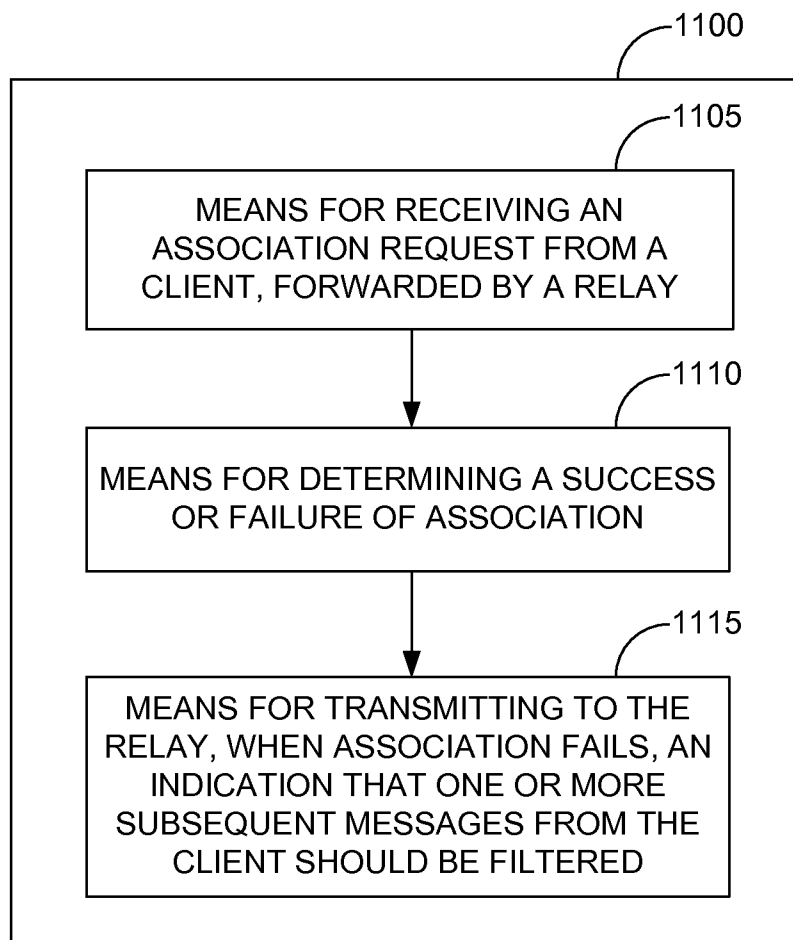 1100
1105
MEANS FOR RECEIVING AN
ASSOCIATION REQUEST FROM A
CLIENT, FORWARDED BY A RELAY
1110
MEANS FOR DETERMINING A SUCCESS
OR FAILURE OF ASSOCIATION
1115
MEANS FOR TRANSMITTING TO THE
RELAY, WHEN ASSOCIATION FAILS, AN
INDICATION THAT ONE OR MORE
SUBSEQUENT MESSAGES FROM THE
CLIENT SHOULD BE FILTERED